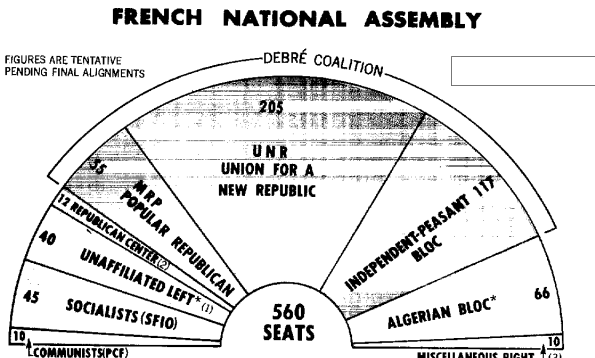 FRENCH NATIONAL ASSEMBLY
FIGURES ARE TENTATIVE
PENDING FINAL ALIGNMENTS
DEBRÉ COALITION
205
UNR
UNION FOR A
NEW REPUBLIC
55
MRP
POPULAR REPUBLICAN
INDEPENDENT-PEASANT 117
BLOC
12 REPUBLICAN CENTER(2)
40
UNAFFILIATED LEFT*(1)
45
SOCIALISTS(SFIO)
560
SEATS
ALGERIAN BLOC*
66
10
COMMUNISTS(PCF)
10
MISCELLANEOUS RIGHT (3)